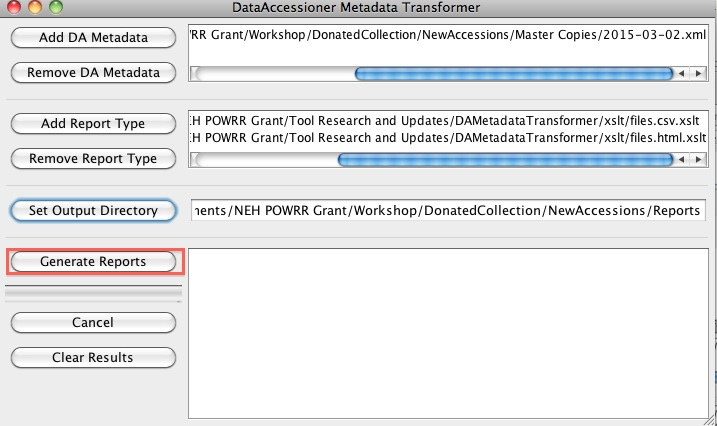 DataAccessioner Metadata Transformer
Add DA Metadata
RR Grant/Workshop/DonatedCollection/NewAccessions/Master Copies/2015-03-02.xml
Remove DA Metadata
Add Report Type
EH POWRR Grant/Tool Research and Updates/DAMetadataTransformer/xslt/files.csv.xslt
EH POWRR Grant/Tool Research and Updates/DAMetadataTransformer/xslt/files.html.xslt
Remove Report Type
Set Output Directory
nents/NEH POWRR Grant/Workshop/DonatedCollection/NewAccessions/Reports
Generate Reports
Cancel
Clear Results